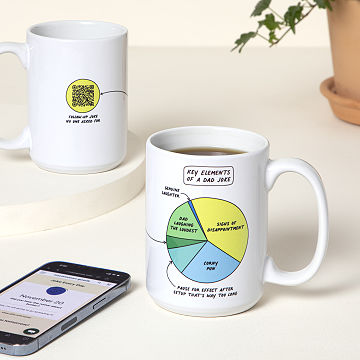 FOLLOW-UP JOKE
NO ONE ASKED FOR
KEY ELEMENTS
OF A DAD JOKE
GENUINE
LAUGHTER
SIGHS OF
DISAPPOINTMENT
DAD
LAUGHING
THE LOUDEST
CORNY
PUN
PAUSE FOR EFFECT AFTER
SETUP THAT'S WAY TOO LONG
November 20